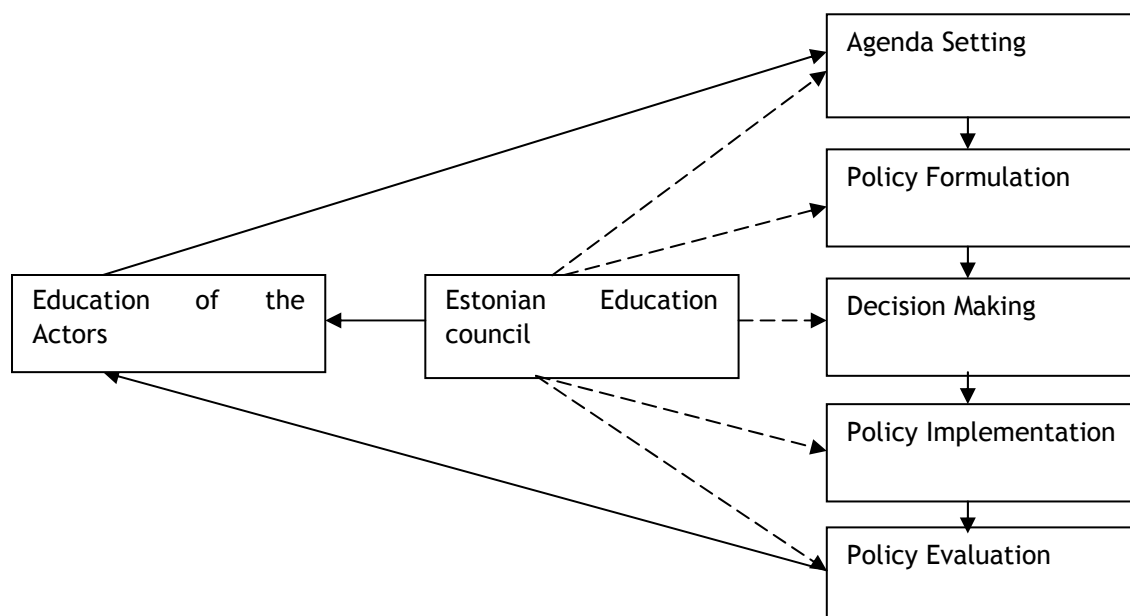 Agenda Setting
Policy Formulation
Education of the
Actors
Estonian Education
council
Decision Making
Policy Implementation
Policy Evaluation